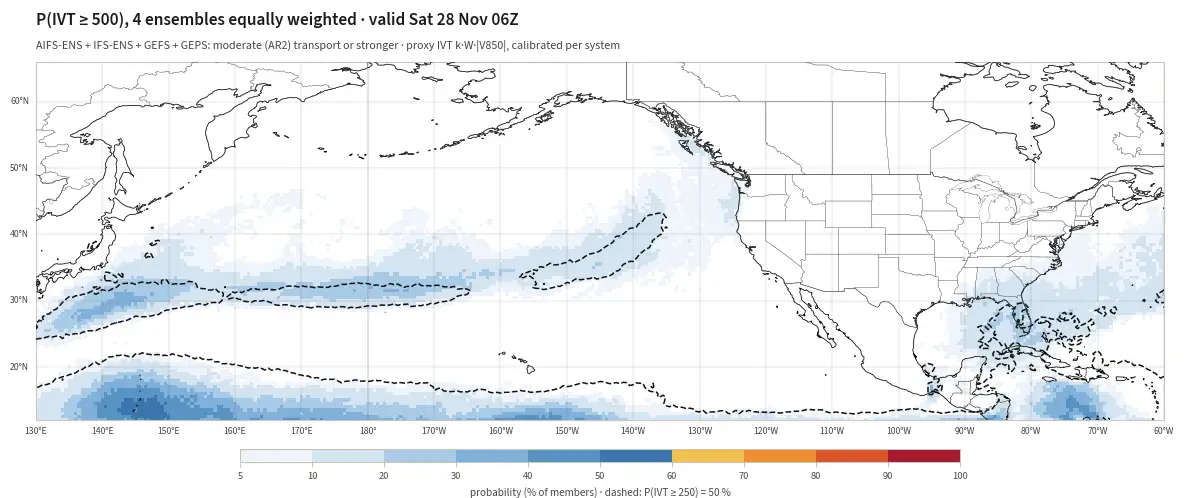 P(IVT ≥ 500), 4 ensembles equally weighted · valid Sat 28 Nov 06Z
AIFS-ENS + IFS-ENS + GEFS + GEPS: moderate (AR2) transport or stronger · proxy IVT k·W·|V850|, calibrated per system
60°N
50°N
40°N
30°N
20°N
130°E 140°E 150°E 160°E 170°E 180° 170°W 160°W 150°W 140°W 130°W 120°W 110°W 100°W 90°W 80°W 70°W 60°W
5 10 20 30 40 50 60 70 80 90 100
probability (% of members) · dashed: P(IVT ≥ 250) = 50 %